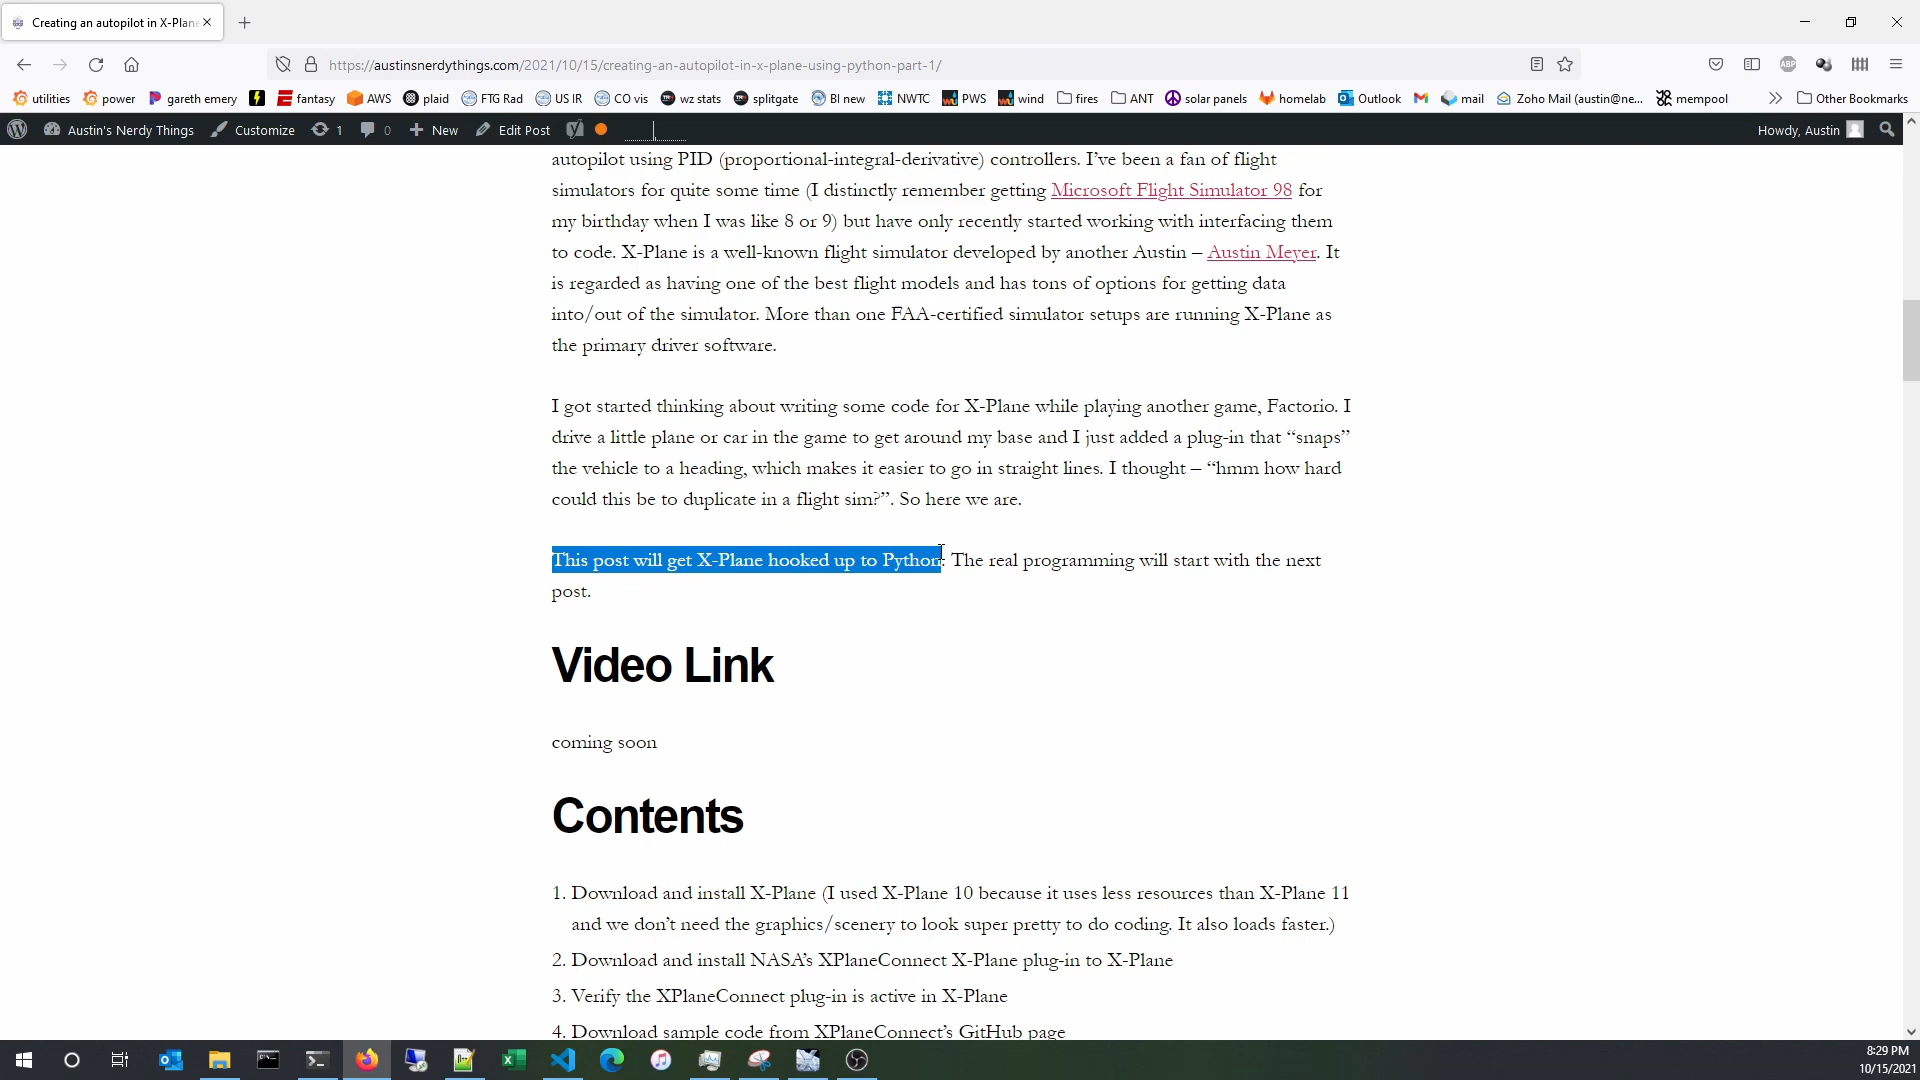 Creating an autopilot in X-Plane
https://austinsnerdythings.com/2021/10/15/creating-an-autopilot-in-x-plane-using-python-part-1/
ABP
utilities power gareth emery fantasy AWS plaid FTG Rad US IR CO vis wz stats splitgate BI new NWTC PWS wind fires ANT solar panels homelab Outlook mail Zoho Mail (austin@ne... mempool Other Bookmarks
Austin's Nerdy Things Customize 1 0 New Edit Post Howdy, Austin
autopilot using PID (proportional-integral-derivative) controllers. I’ve been a fan of flight
simulators for quite some time (I distinctly remember getting Microsoft Flight Simulator 98 for
my birthday when I was like 8 or 9) but have only recently started working with interfacing them
to code. X-Plane is a well-known flight simulator developed by another Austin – Austin Meyer. It
is regarded as having one of the best flight models and has tons of options for getting data
into/out of the simulator. More than one FAA-certified simulator setups are running X-Plane as
the primary driver software.
I got started thinking about writing some code for X-Plane while playing another game, Factorio. I
drive a little plane or car in the game to get around my base and I just added a plug-in that “snaps”
the vehicle to a heading, which makes it easier to go in straight lines. I thought – “hmm how hard
could this be to duplicate in a flight sim?”. So here we are.
This post will get X-Plane hooked up to Python. The real programming will start with the next
post.
Video Link
coming soon
Contents
1. Download and install X-Plane (I used X-Plane 10 because it uses less resources than X-Plane 11
and we don’t need the graphics/scenery to look super pretty to do coding. It also loads faster.)
2. Download and install NASA’s XPlaneConnect X-Plane plug-in to X-Plane
3. Verify the XPlaneConnect plug-in is active in X-Plane
4. Download sample code from XPlaneConnect’s GitHub page
8:29 PM
10/15/2021